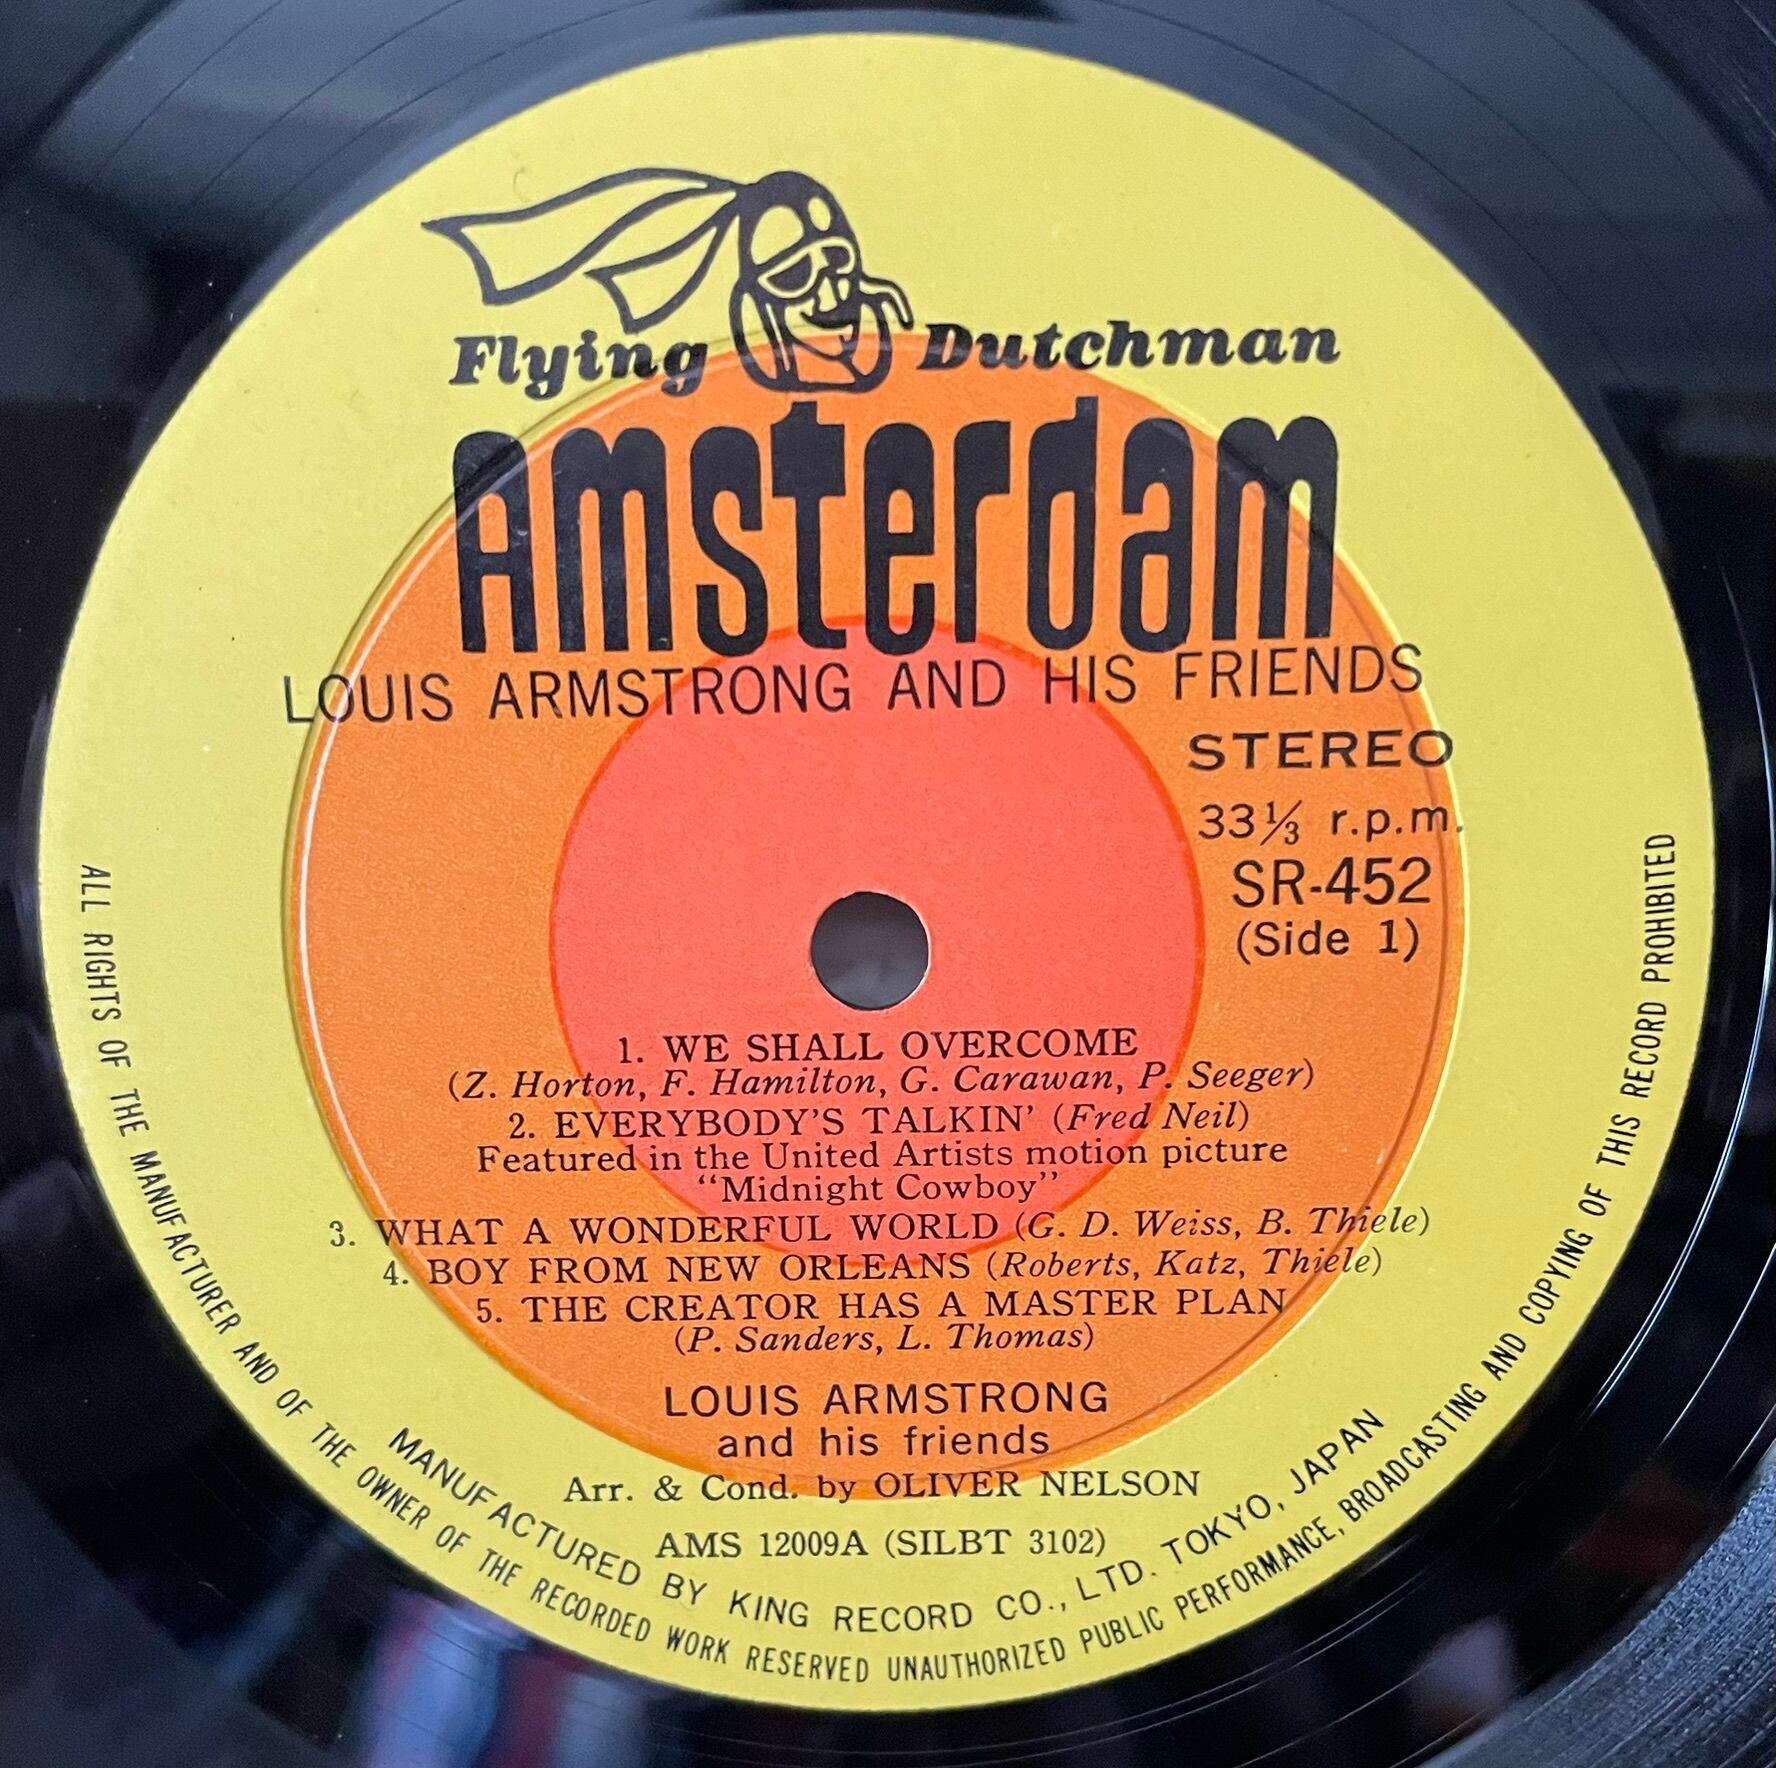 Flying Dutchman
Amsterdam
LOUIS ARMSTRONG AND HIS FRIENDS
STEREO
33⅓ r.p.m.
SR-452
(Side 1)
1. WE SHALL OVERCOME
(Z. Horton, F. Hamilton, G. Carawan, P. Seeger)
2. EVERYBODY'S TALKIN' (Fred Neil)
Featured in the United Artists motion picture
"Midnight Cowboy"
3. WHAT A WONDERFUL WORLD (G. D. Weiss, B. Thiele)
4. BOY FROM NEW ORLEANS (Roberts, Katz, Thiele)
5. THE CREATOR HAS A MASTER PLAN
(P. Sanders, L. Thomas)
LOUIS ARMSTRONG
and his friends
Arr. & Cond. by OLIVER NELSON
AMS 12009A (SILBT 3102)
MANUFACTURED BY KING RECORD CO., LTD. TOKYO, JAPAN
ALL RIGHTS OF THE MANUFACTURER AND OF THE OWNER OF THE RECORDED WORK RESERVED UNAUTHORIZED PUBLIC PERFORMANCE, BROADCASTING AND COPYING OF THIS RECORD PROHIBITED